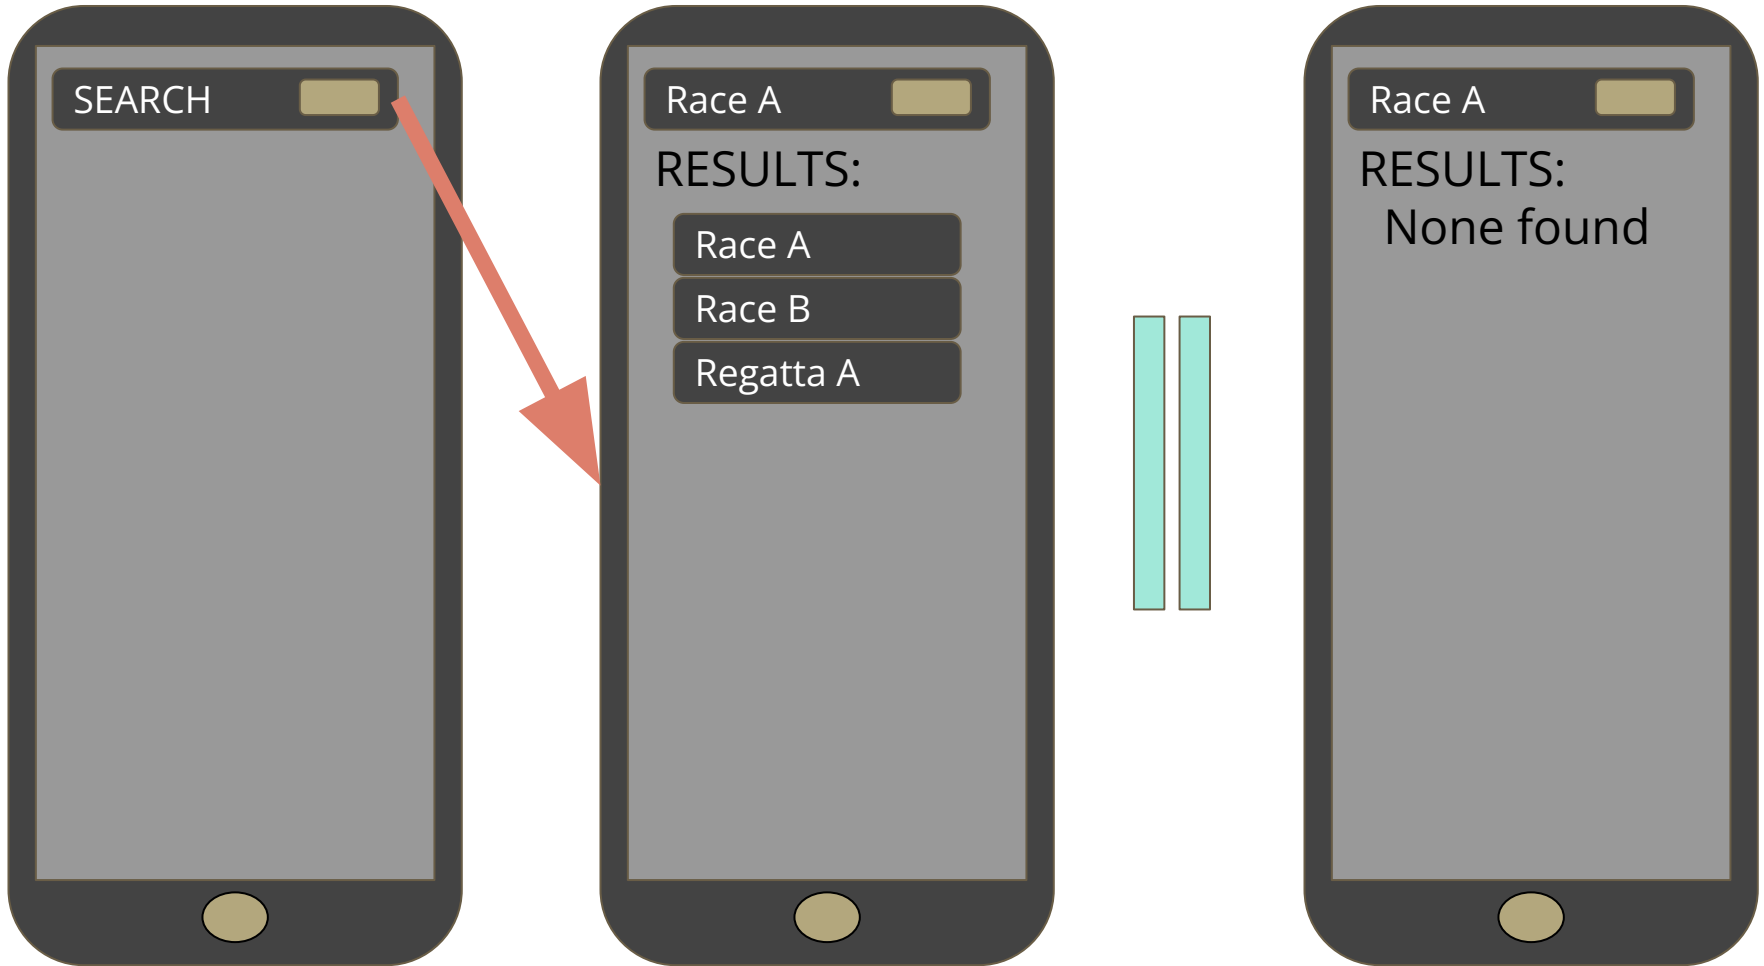 SEARCH
Race A
RESULTS:
Race A
Race B
Regatta A
Race A
RESULTS:
None found